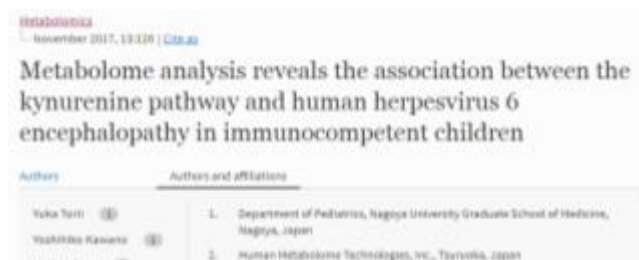 Metabolomics
November 2017, 13:126 | Cite as
Metabolome analysis reveals the association between the
kynurenine pathway and human herpesvirus 6
encephalopathy in immunocompetent children
Authors
Authors and affiliations
Yuka Torii
1. Department of Pediatrics, Nagoya University Graduate School of Medicine,
Nagoya, Japan
Yoshihiko Kawano
2. Human Metabolome Technologies, Inc., Tsuruoka, Japan